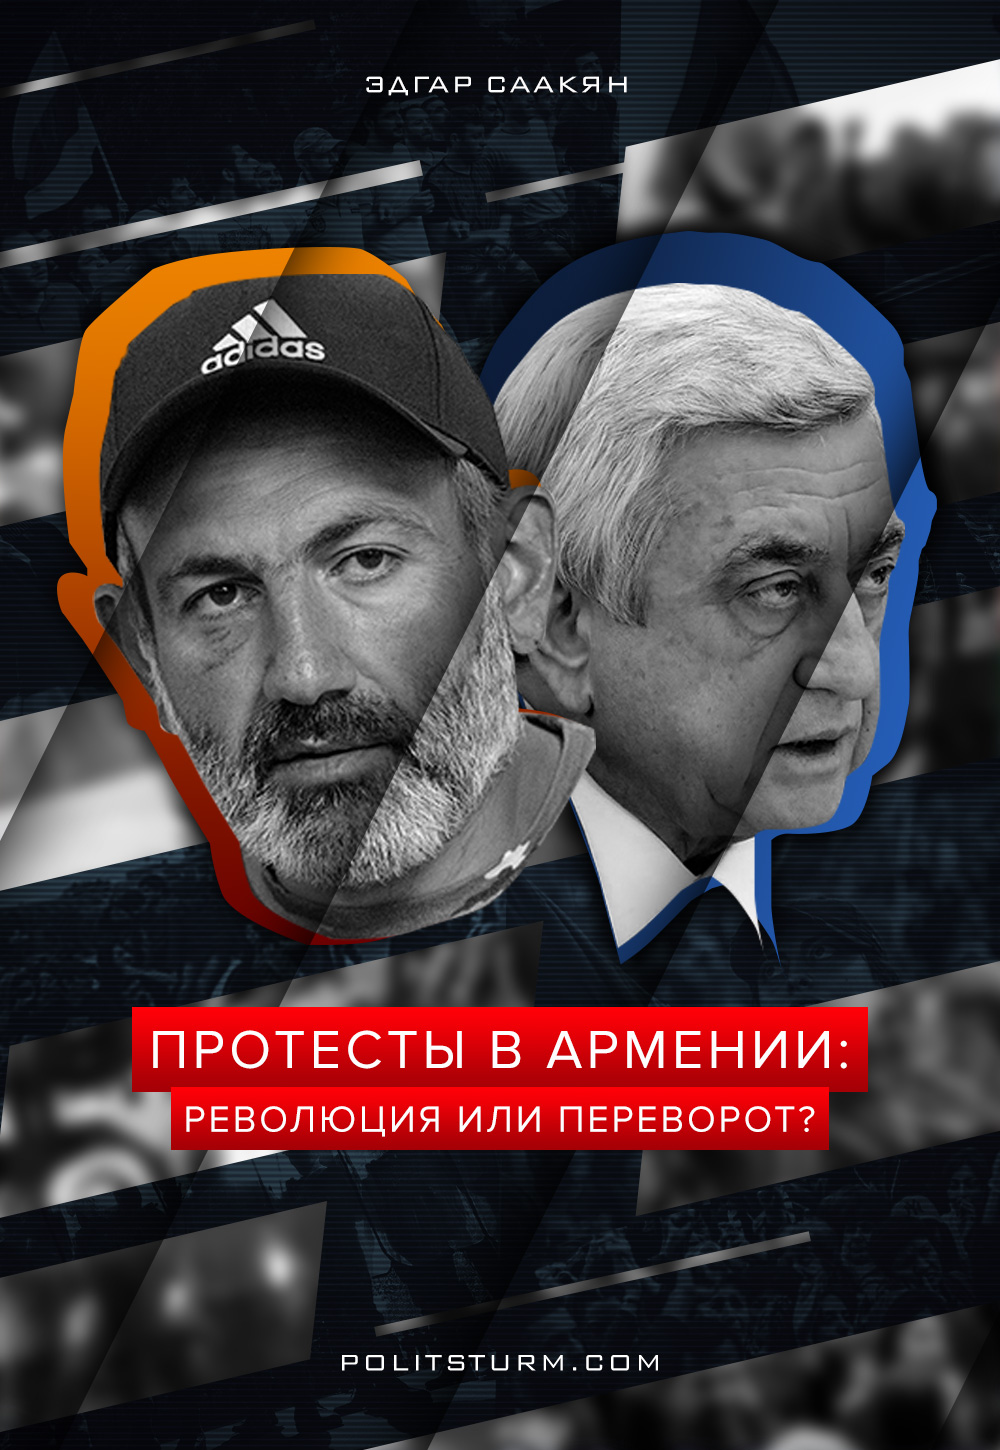 ЭДГАР СААКЯН
adidas
ПРОТЕСТЫ В АРМЕНИИ:
РЕВОЛЮЦИЯ ИЛИ ПЕРЕВОРОТ?
POLITSTURM.COM